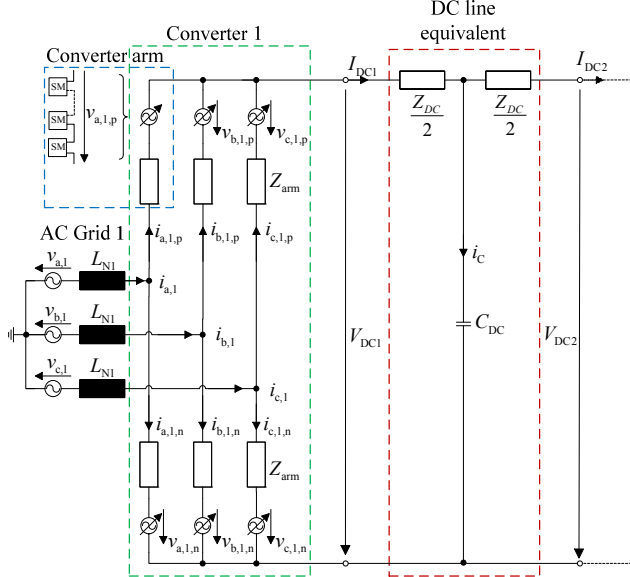 DC line
equivalent
Converter 1
Converter arm
SM
SM
SM
v_a,1,p
v_b,1,p
v_c,1,p
I_DC1
Z_DC
2
Z_DC
2
I_DC2
Z_arm
i_a,1,p
i_b,1,p
i_c,1,p
AC Grid 1
v_a,1
L_N1
i_a,1
v_b,1
L_N1
i_b,1
v_c,1
L_N1
i_c,1
i_C
C_DC
V_DC1
V_DC2
i_a,1,n
i_b,1,n
i_c,1,n
Z_arm
v_a,1,n
v_b,1,n
v_c,1,n